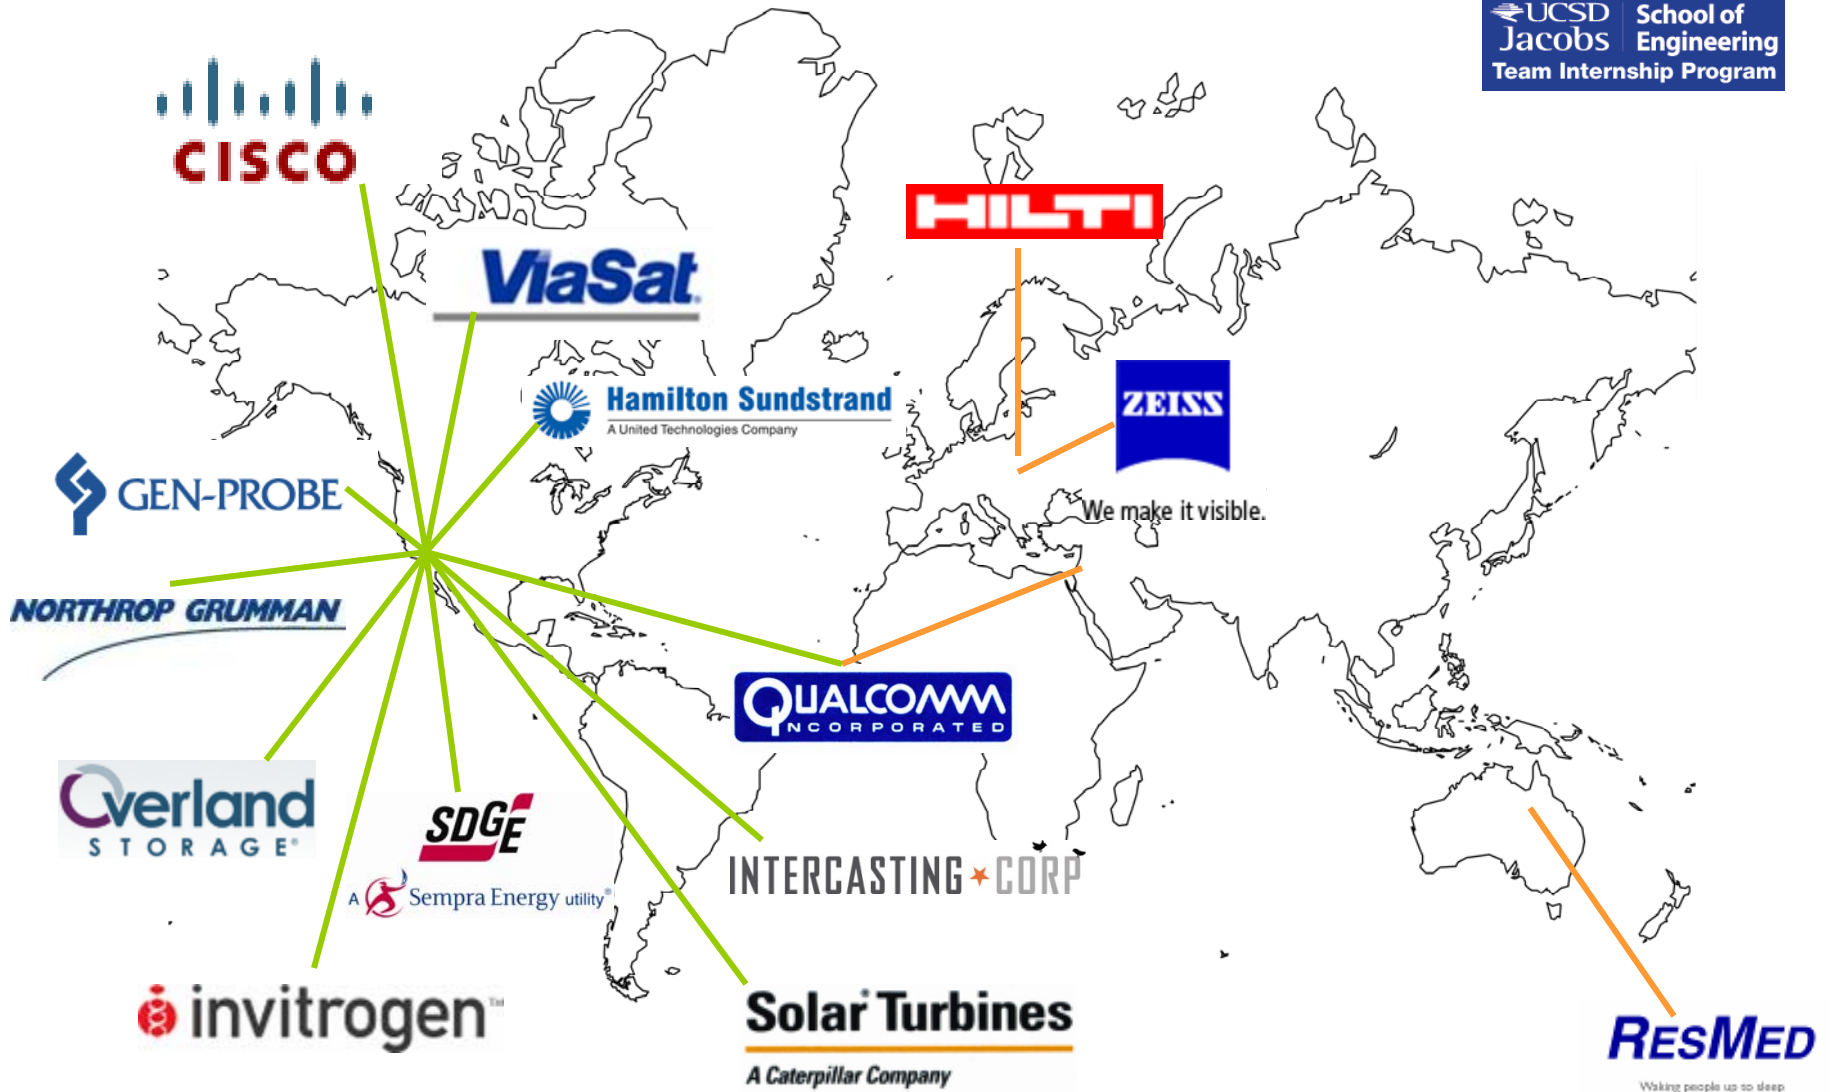 UCSD Jacobs
School of Engineering
Team Internship Program
CISCO
HILTI
ViaSat
ZEISS
We make it visible.
Hamilton Sundstrand
A United Technologies Company
GEN-PROBE
NORTHROP GRUMMAN
QUALCOMM
INCORPORATED
Overland
STORAGE®
SDGE
A Sempra Energy utility®
INTERCASTING CORP
invitrogen™
Solar® Turbines
A Caterpillar Company
RESMED
Waking people up to sleep